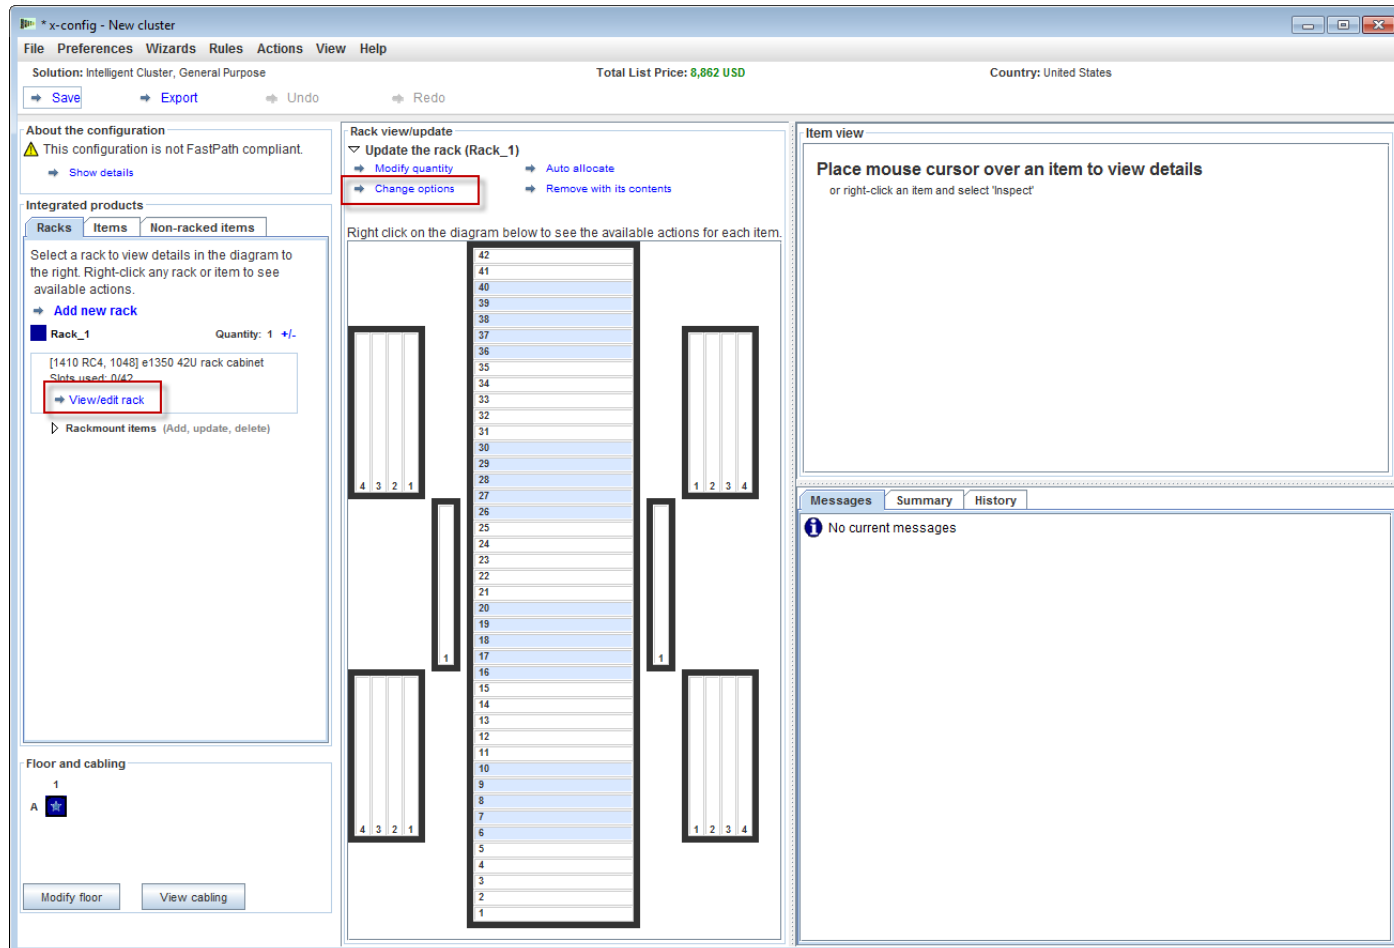 * x-config - New cluster
File Preferences Wizards Rules Actions View Help
Solution: Intelligent Cluster, General Purpose
Total List Price: 8,862 USD
Country: United States
Save
Export
Undo
Redo
About the configuration
This configuration is not FastPath compliant.
Show details
Integrated products
Racks
Items
Non-racked items
Select a rack to view details in the diagram to
the right. Right-click any rack or item to see
available actions.
Add new rack
Rack_1
Quantity: 1 +/-
[1410 RC4, 1048] e1350 42U rack cabinet
Slots used: 0/42
View/edit rack
Rackmount items (Add, update, delete)
Floor and cabling
1
A
Modify floor
View cabling
Rack view/update
Update the rack (Rack_1)
Modify quantity
Auto allocate
Change options
Remove with its contents
Right click on the diagram below to see the available actions for each item.
42
41
40
39
38
37
36
35
34
33
32
31
30
29
28
27
26
25
24
23
22
21
20
19
18
17
16
15
14
13
12
11
10
9
8
7
6
5
4
3
2
1
4 3 2 1
1 2 3 4
1
1
4 3 2 1
1 2 3 4
Item view
Place mouse cursor over an item to view details
or right-click an item and select 'Inspect'
Messages
Summary
History
No current messages